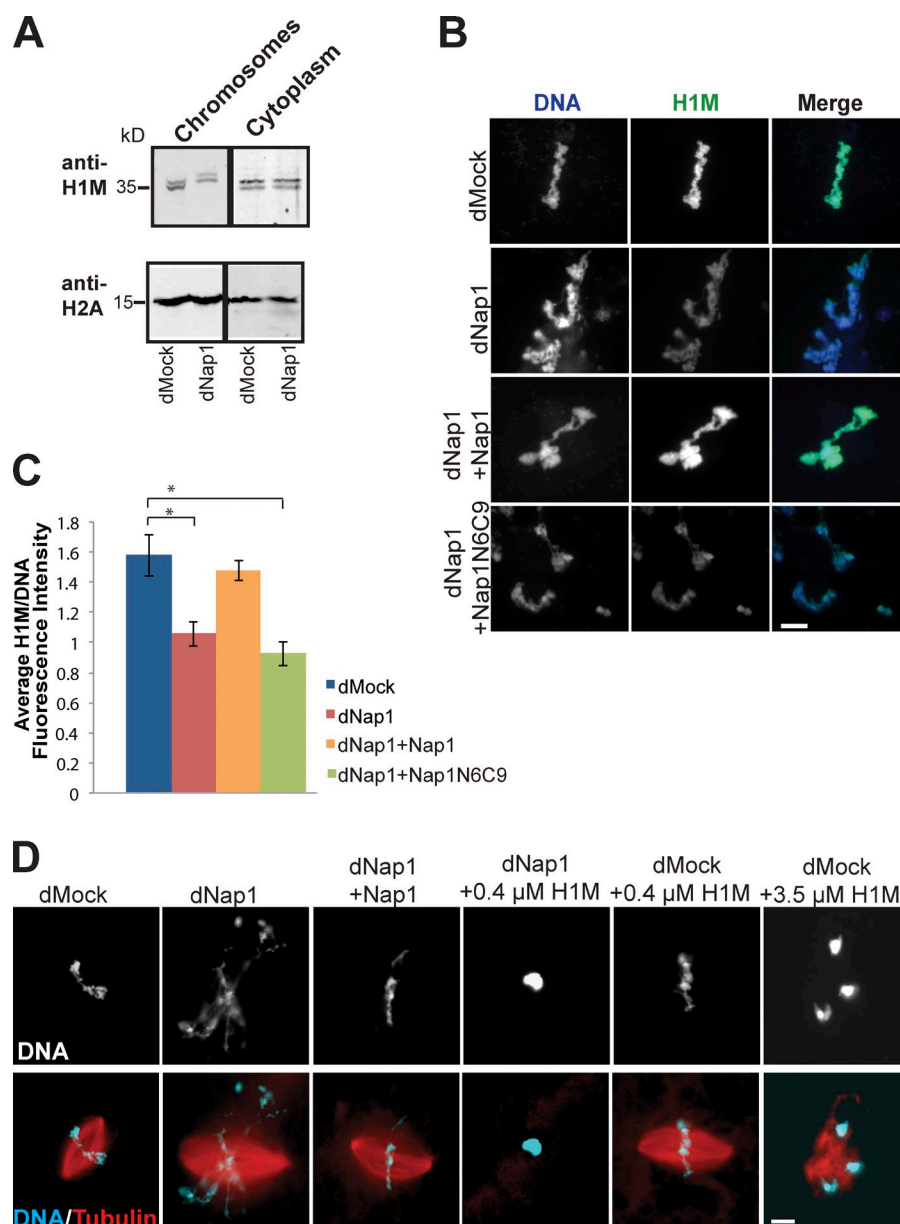 A
Chromosomes
Cytoplasm
kD
anti-
H1M
35
anti-
H2A
15
dMock
dNap1
dMock
dNap1
B
DNA
H1M
Merge
dMock
dNap1
dNap1
+Nap1
dNap1
+Nap1N6C9
C
*
*
1.8
1.6
1.4
1.2
1
0.8
0.6
0.4
0.2
0
Average H1M/DNA
Fluorescence Intensity
dMock
dNap1
dNap1+Nap1
dNap1+Nap1N6C9
D
dMock
dNap1
dNap1
+Nap1
dNap1
+0.4 μM H1M
dMock
+0.4 μM H1M
dMock
+3.5 μM H1M
DNA
DNA/Tubulin